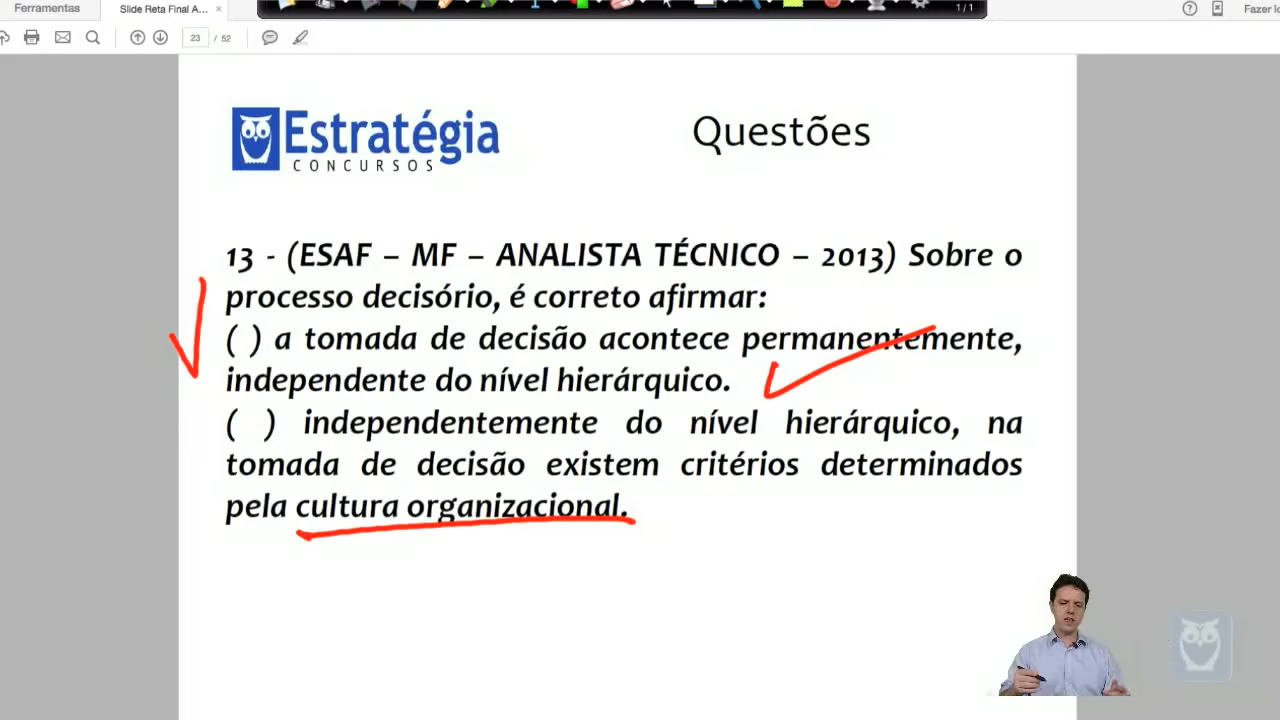 Ferramentas
Slide Reta Final A... ×
1 / 1
Fazer lo
23 / 52
Estratégia
CONCURSOS
Questões
13 - (ESAF – MF – ANALISTA TÉCNICO – 2013) Sobre o
processo decisório, é correto afirmar:
( ) a tomada de decisão acontece permanentemente,
independente do nível hierárquico.
( ) independentemente do nível hierárquico, na
tomada de decisão existem critérios determinados
pela cultura organizacional.